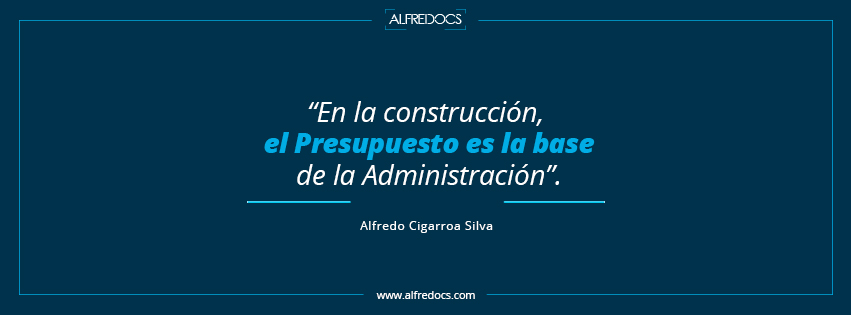 ALFREDOCS
“En la construcción,
el Presupuesto es la base
de la Administración”.
Alfredo Cigarroa Silva
www.alfredocs.com